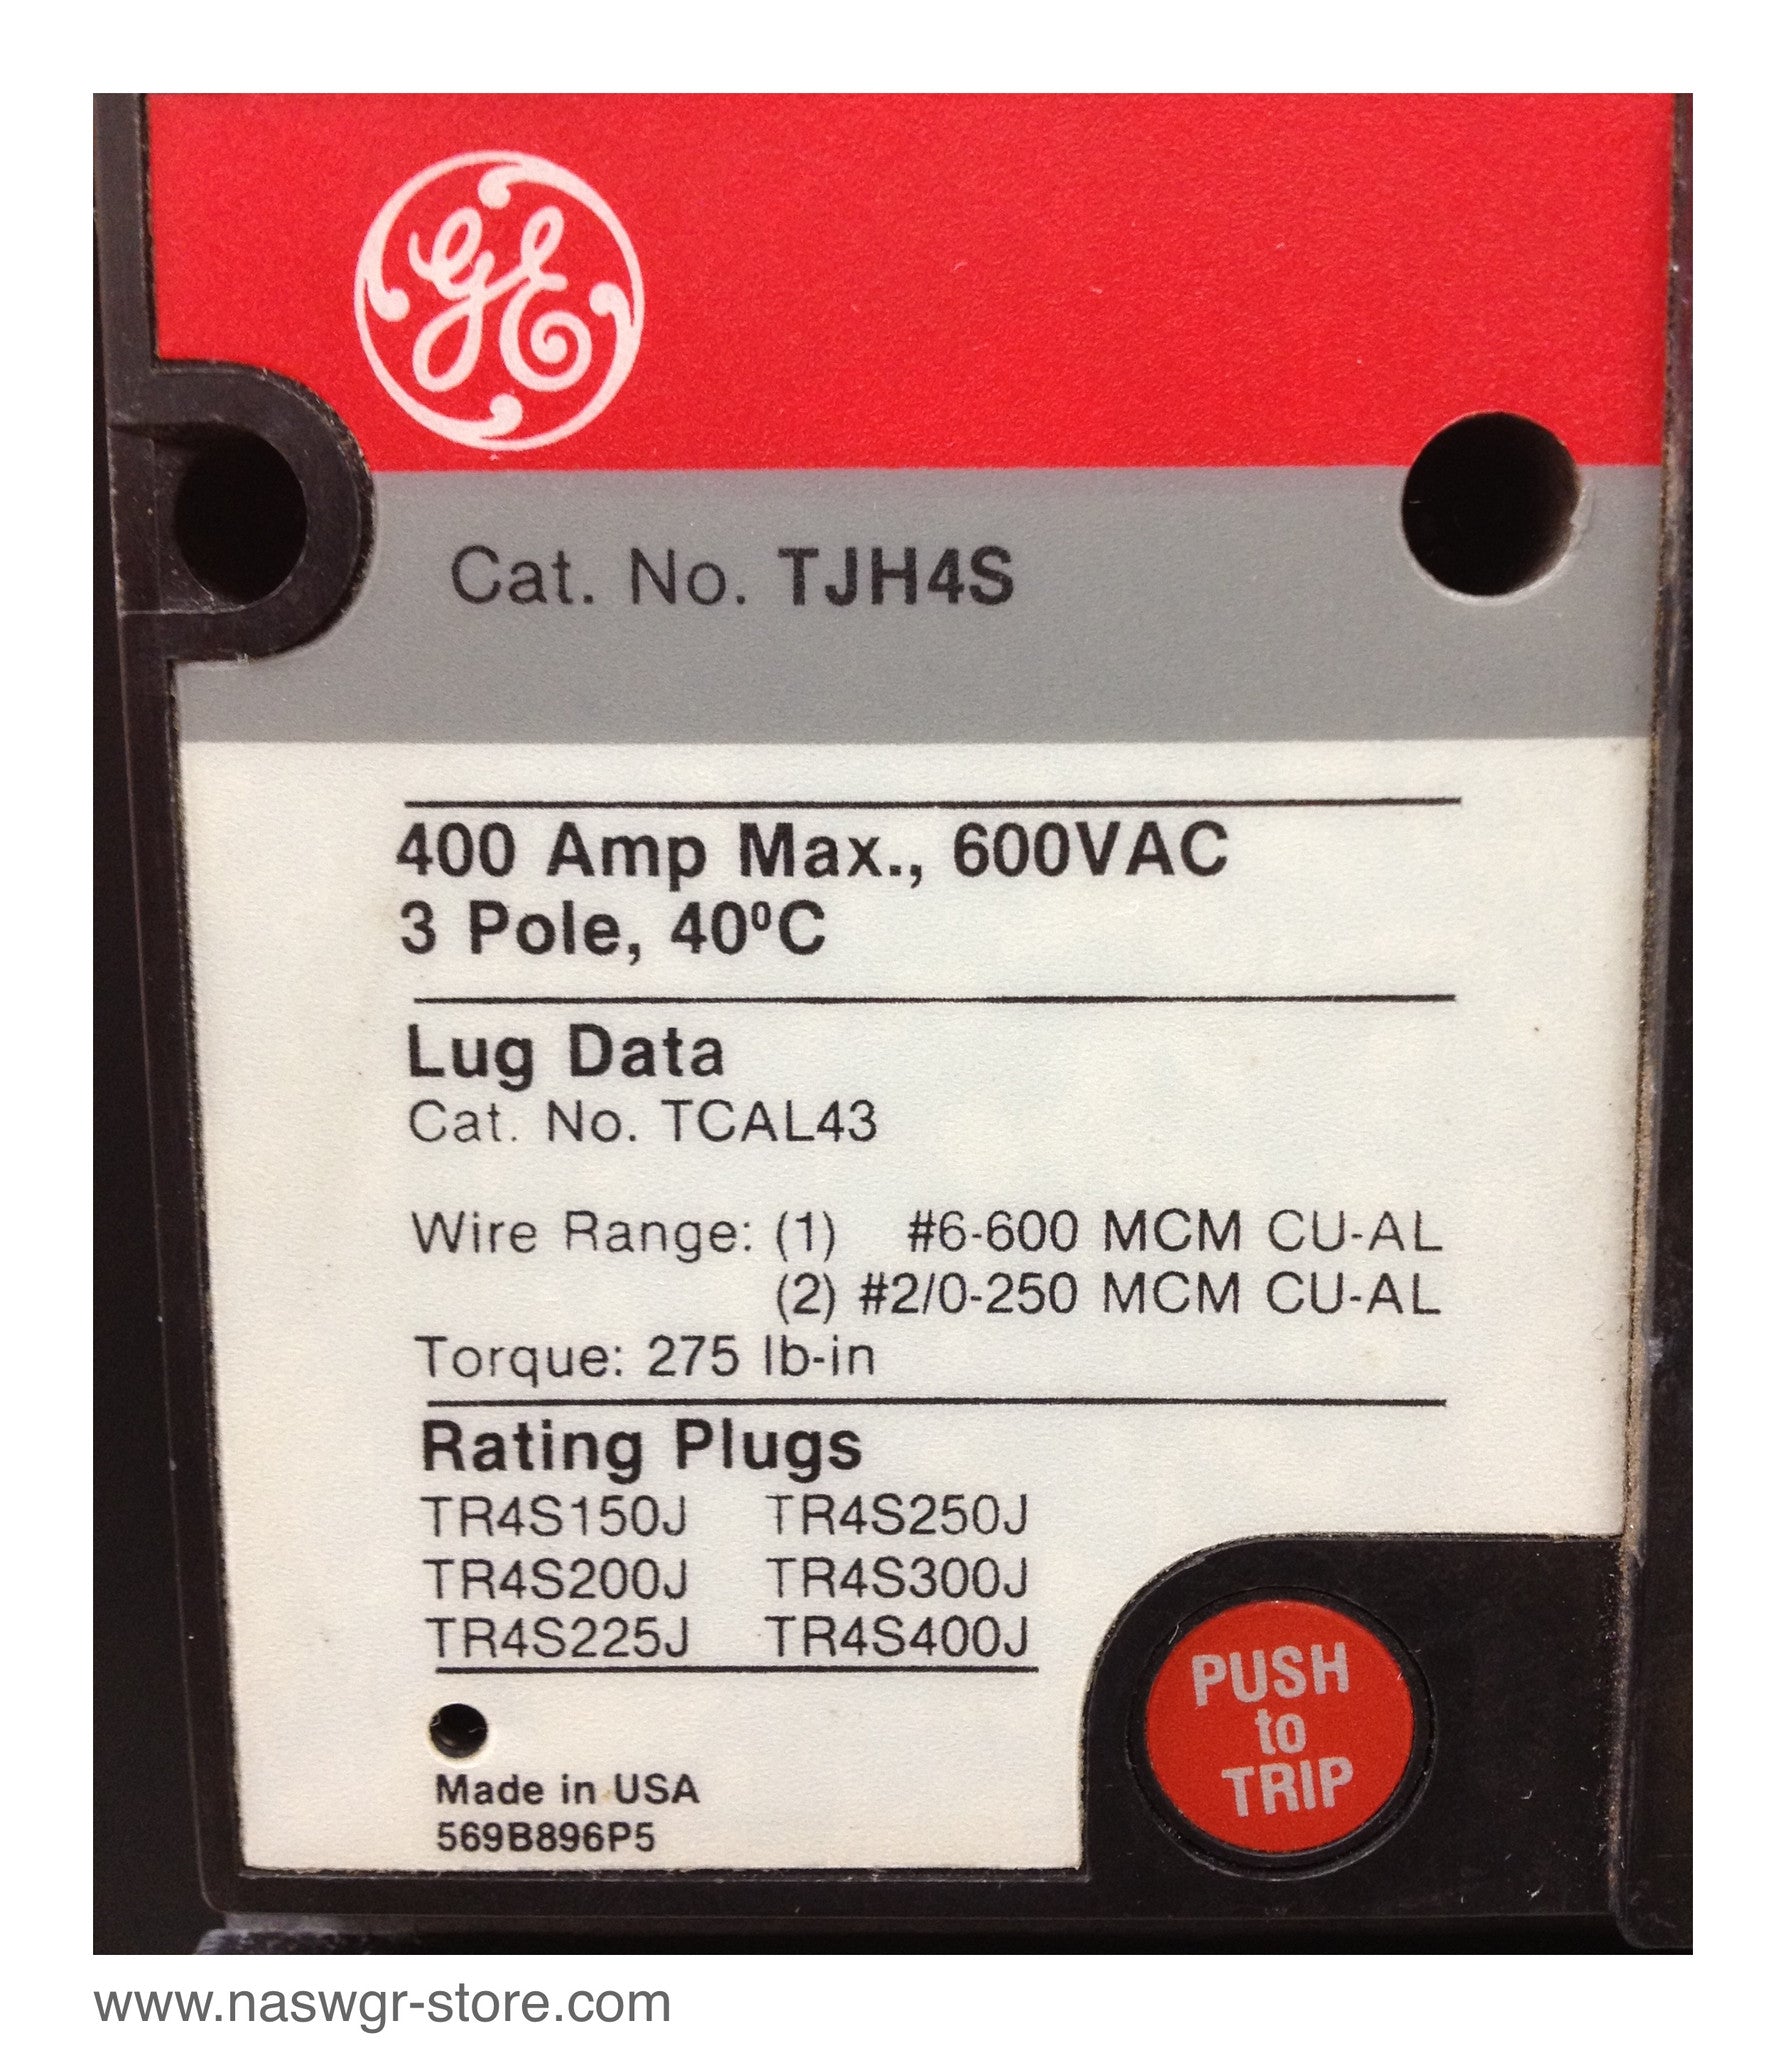 GE
Cat. No. TJH4S
400 Amp Max., 600VAC
3 Pole, 40ºC
Lug Data
Cat. No. TCAL43
Wire Range: (1) #6-600 MCM CU-AL
(2) #2/0-250 MCM CU-AL
Torque: 275 lb-in
Rating Plugs
TR4S150J TR4S250J
TR4S200J TR4S300J
TR4S225J TR4S400J
PUSH
to
TRIP
Made in USA
569B896P5
www.naswgr-store.com